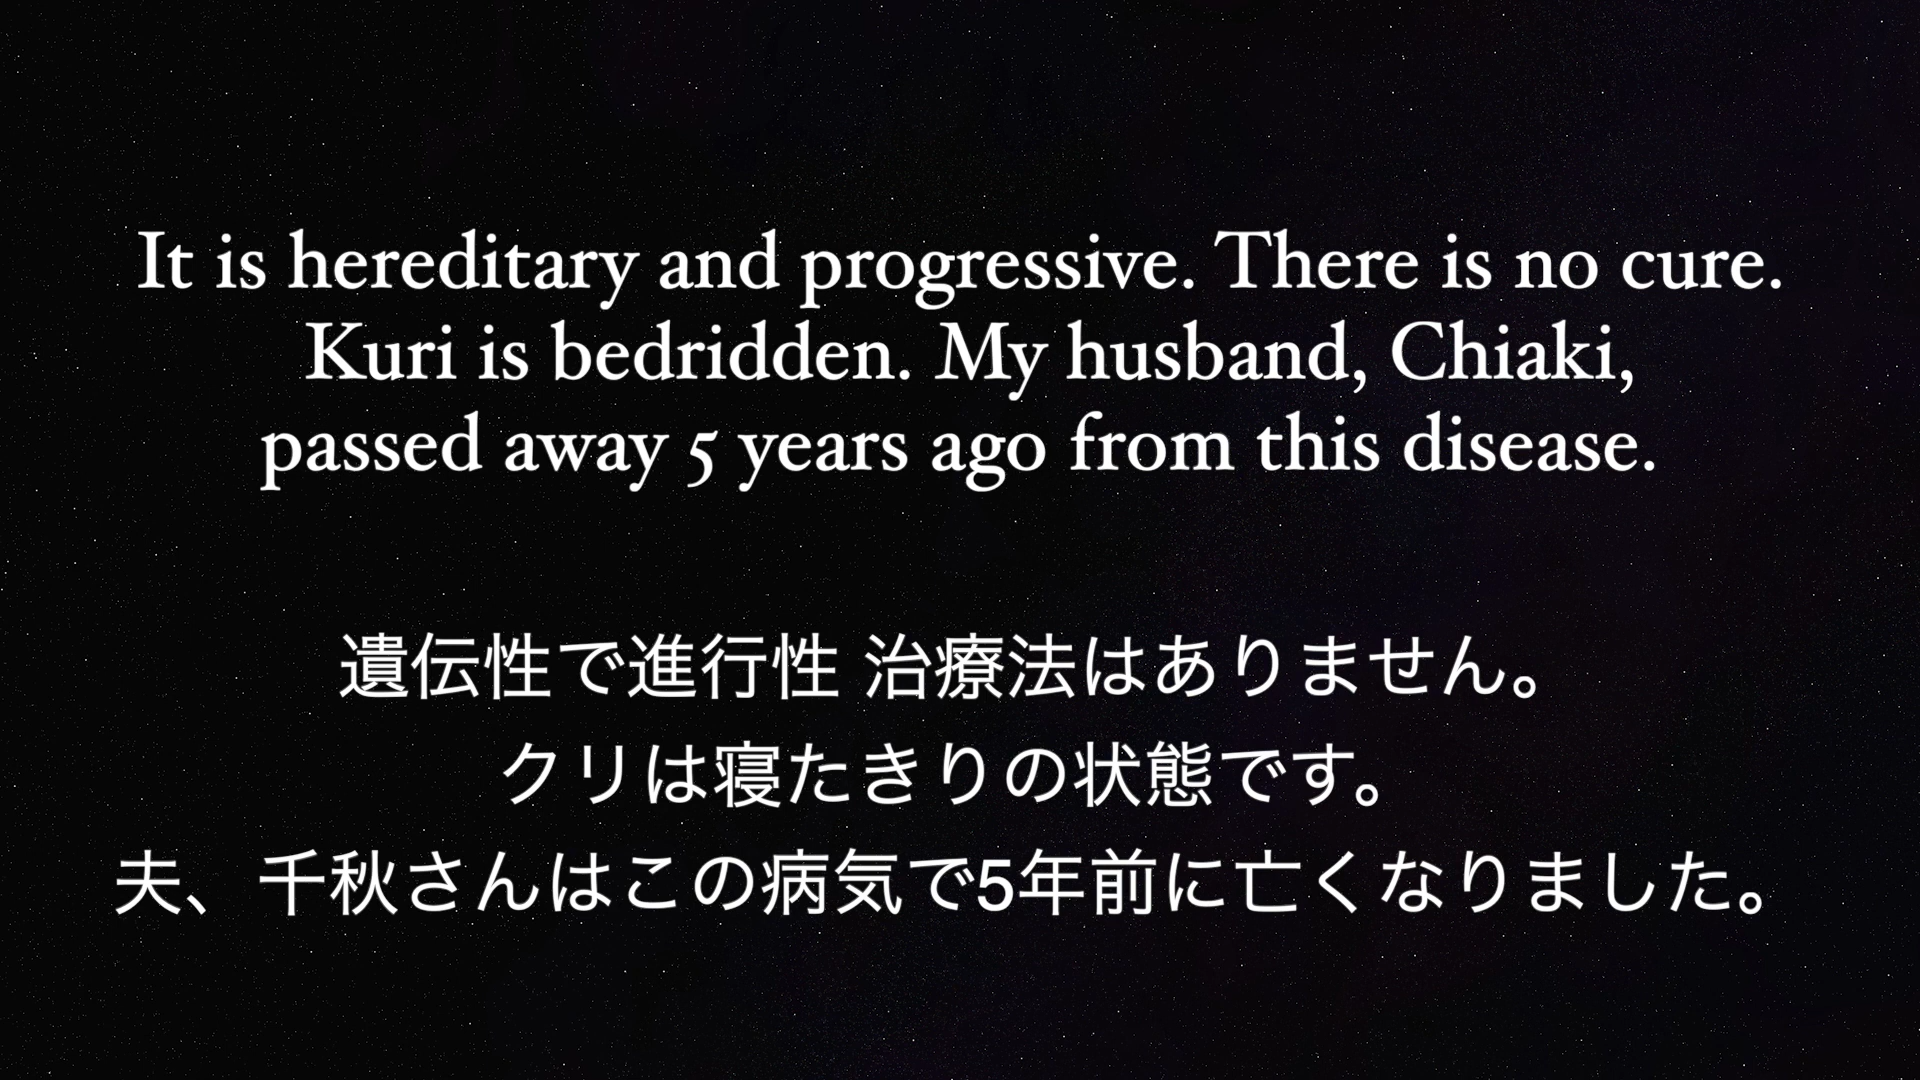 It is hereditary and progressive. There is no cure.
Kuri is bedridden. My husband, Chiaki,
passed away 5 years ago from this disease.
遺伝性で進行性 治療法はありません。
クリは寝たきりの状態です。
夫、千秋さんはこの病気で5年前に亡くなりました。